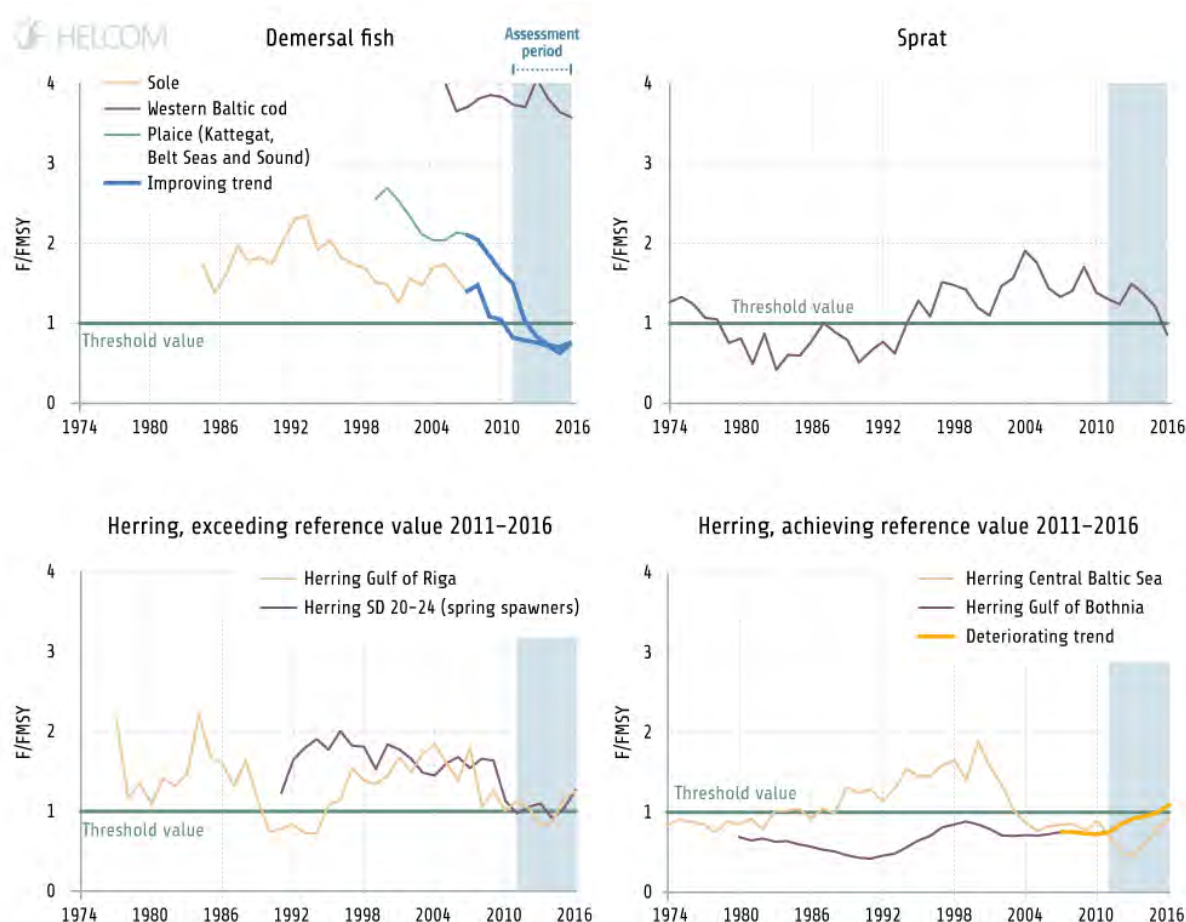 HELCOM
Demersal fish
Assessment
period
Sole
Western Baltic cod
Plaice (Kattegat,
Belt Seas and Sound)
Improving trend
F/FMSY
4
3
2
1
0
Threshold value
1974 1980 1986 1992 1998 2004 2010 2016
Sprat
F/FMSY
4
3
2
1
0
Threshold value
1974 1980 1986 1992 1998 2004 2010 2016
Herring, exceeding reference value 2011–2016
Herring Gulf of Riga
Herring SD 20–24 (spring spawners)
F/FMSY
4
3
2
1
0
Threshold value
1974 1980 1986 1992 1998 2004 2010 2016
Herring, achieving reference value 2011–2016
Herring Central Baltic Sea
Herring Gulf of Bothnia
Deteriorating trend
F/FMSY
4
3
2
1
0
Threshold value
1974 1980 1986 1992 1998 2004 2010 2016